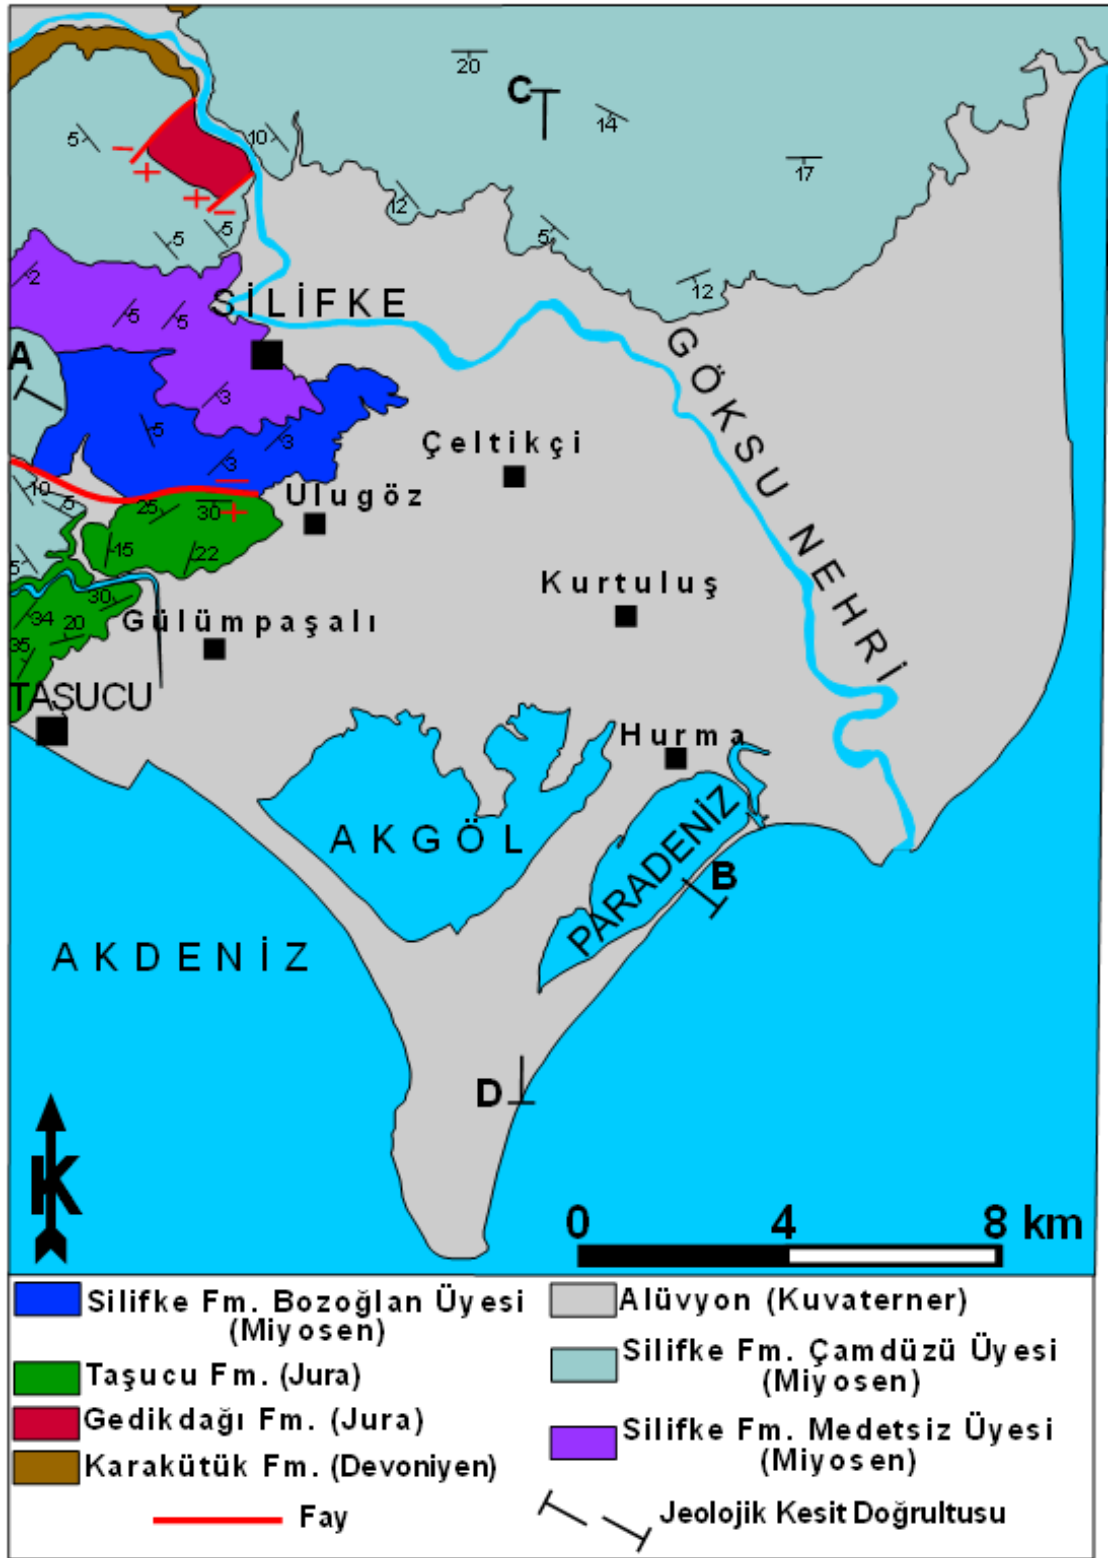 20
C
14
5
10
17
12
5
5
5
12
2
SİLİFKE
5
5
A
3
GÖKSU NEHRİ
5
3
Çeltikçi
3
10
5
25
30
Ulugöz
15
22
5
Kurtuluş
30
34
20
Gülümpaşalı
35
TAŞUCU
Hurma
AKGÖL
PARADENİZ
B
AKDENİZ
D
K
0 4 8 km
Silifke Fm. Bozoğlan Üyesi
(Miyosen)
Taşucu Fm. (Jura)
Gedikdağı Fm. (Jura)
Karakütük Fm. (Devoniyen)
Fay
Alüvyon (Kuvaterner)
Silifke Fm. Çamdüzü Üyesi
(Miyosen)
Silifke Fm. Medetsiz Üyesi
(Miyosen)
Jeolojik Kesit Doğrultusu